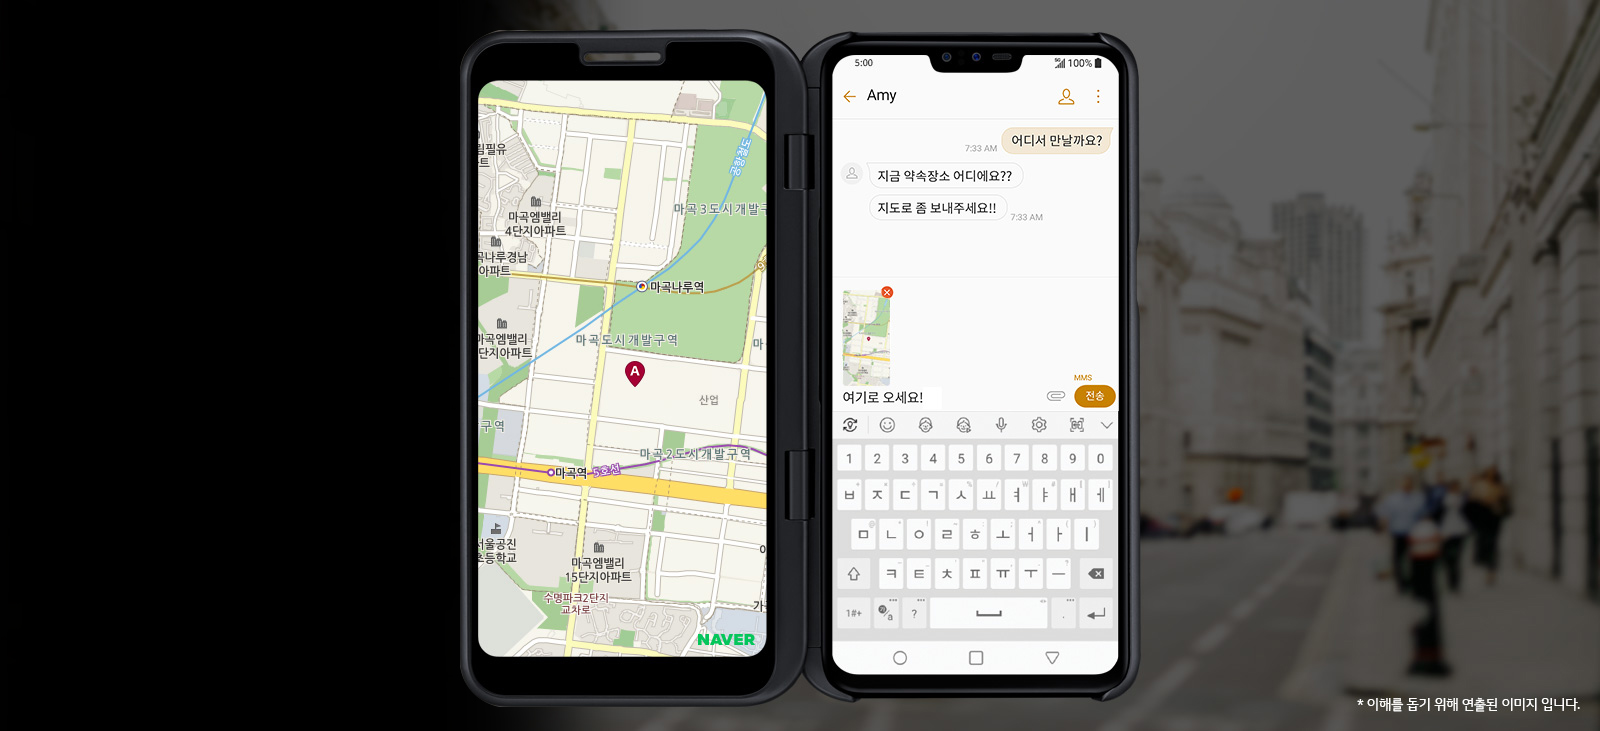 림필유
트
공항철도
마곡3도시개발구
마곡엠밸리
4단지아파트
곡나루경남
아파트
마곡나루역
마곡엠밸리
단지아파트
마곡도시개발구역
마
A
산업
구역
마곡2도시개발구역
마곡역
5호선
서울공진
초등학교
마곡엠밸리
15단지아파트
수명파크2단지
교차로
가
NAVER
5:00
5G
100%
Amy
어디서 만날까요?
7:33 AM
지금 약속장소 어디에요??
지도로 좀 보내주세요!!
7:33 AM
MMS
여기로 오세요!
전송
1 2 3 4 5 6 7 8 9 0
ㅂ ㅈ ㄷ ㄱ ㅅ ㅛ ㅕ ㅑ ㅐ ㅔ
ㅁ ㄴ ㅇ ㄹ ㅎ ㅗ ㅓ ㅏ ㅣ
ㅋ ㅌ ㅊ ㅍ ㅠ ㅜ ㅡ
1#+ ? .
* 이해를 돕기 위해 연출된 이미지 입니다.